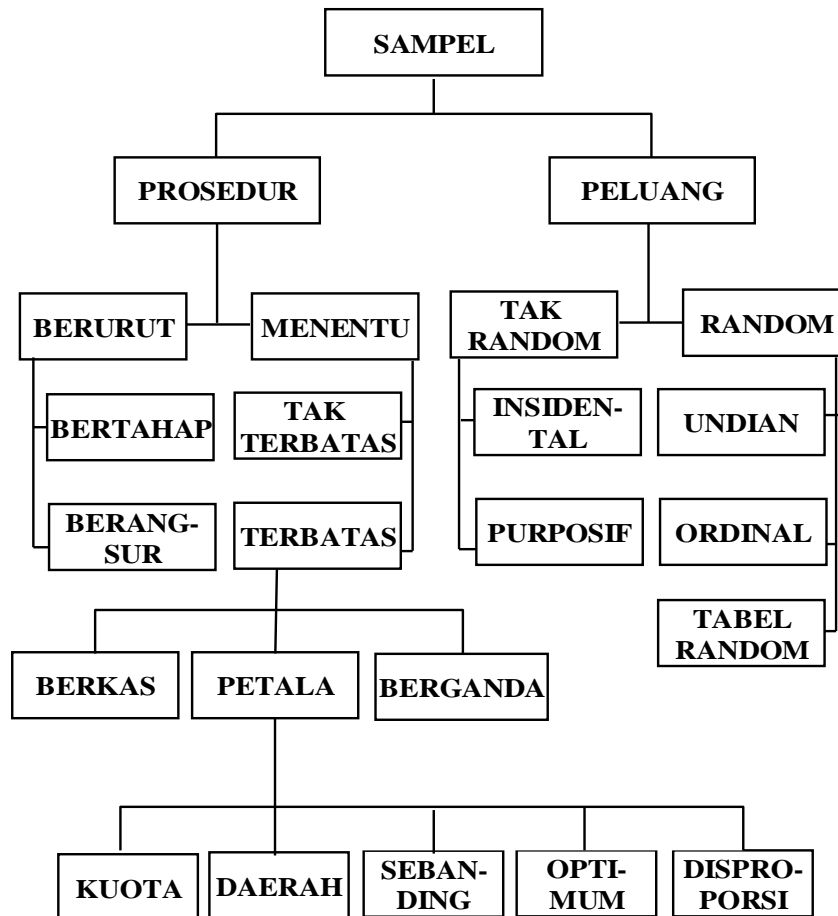 SAMPEL
PROSEDUR
PELUANG
BERURUT
MENENTU
TAK
RANDOM
RANDOM
BERTAHAP
TAK
TERBATAS
INSIDEN-
TAL
UNDIAN
BERANG-
SUR
TERBATAS
PURPOSIF
ORDINAL
TABEL
RANDOM
BERKAS
PETALA
BERGANDA
KUOTA
DAERAH
SEBAN-
DING
OPTI-
MUM
DISPRO-
PORSI